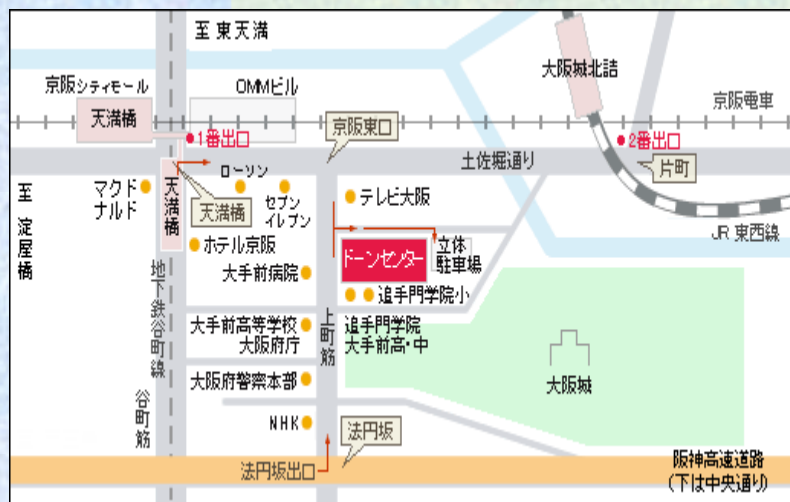 至東天満
大阪城北詰
京阪シティモール
OMMビル
天満橋
京阪電車
京阪東口
1番出口
2番出口
土佐堀通り
片町
ローソン
至淀屋橋
マクド
ナルド
天満橋
天満橋
セブン
イレブン
テレビ大阪
JR東西線
ホテル京阪
ドーンセンター
立体
駐車場
大手前病院
追手門学院小
地下鉄谷町線
大手前高等学校
大阪府庁
上町筋
追手門学院
大手前高・中
大阪城
大阪府警察本部
谷町筋
NHK
法円坂
法円坂出口
阪神高速道路
(下は中央通り)